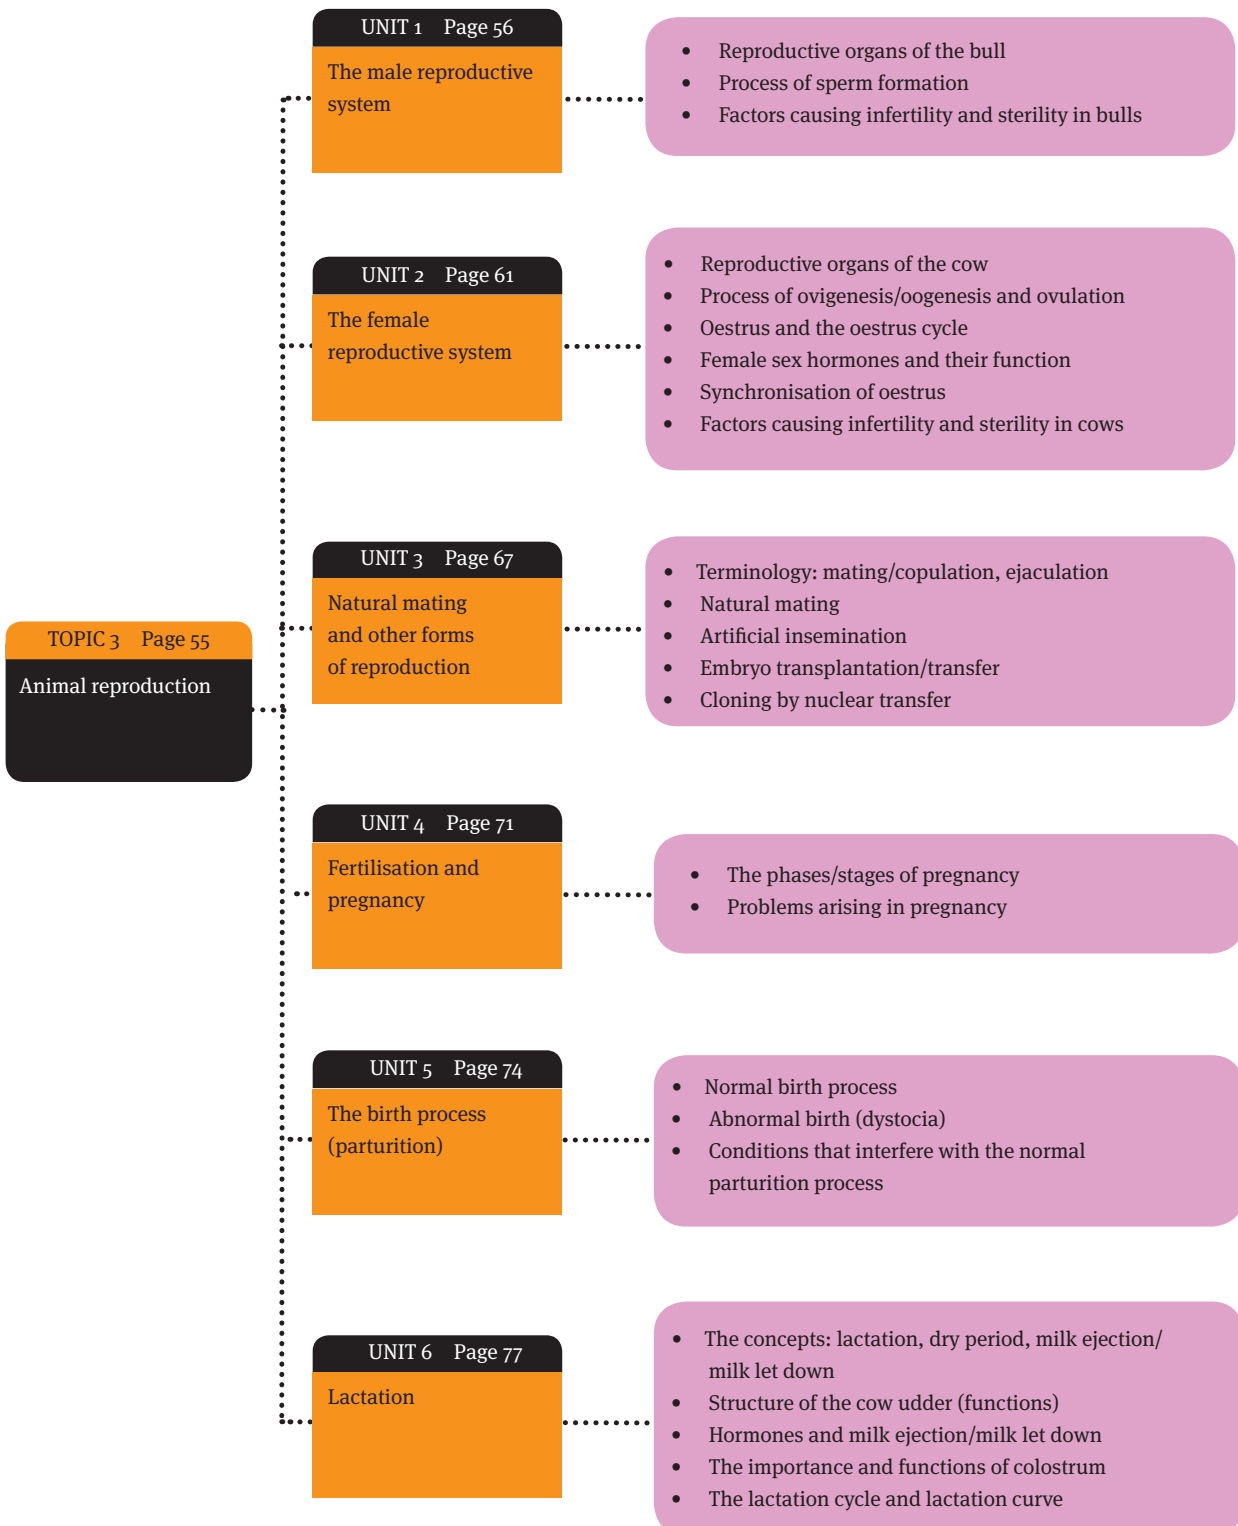 UNIT 1 Page 56
The male reproductive
system
• Reproductive organs of the bull
• Process of sperm formation
• Factors causing infertility and sterility in bulls
UNIT 2 Page 61
The female
reproductive system
• Reproductive organs of the cow
• Process of ovigenesis/oogenesis and ovulation
• Oestrus and the oestrus cycle
• Female sex hormones and their function
• Synchronisation of oestrus
• Factors causing infertility and sterility in cows
UNIT 3 Page 67
Natural mating
and other forms
of reproduction
• Terminology: mating/copulation, ejaculation
• Natural mating
• Artificial insemination
• Embryo transplantation/transfer
• Cloning by nuclear transfer
TOPIC 3 Page 55
Animal reproduction
UNIT 4 Page 71
Fertilisation and
pregnancy
• The phases/stages of pregnancy
• Problems arising in pregnancy
UNIT 5 Page 74
The birth process
(parturition)
• Normal birth process
• Abnormal birth (dystocia)
• Conditions that interfere with the normal
parturition process
UNIT 6 Page 77
Lactation
• The concepts: lactation, dry period, milk ejection/
milk let down
• Structure of the cow udder (functions)
• Hormones and milk ejection/milk let down
• The importance and functions of colostrum
• The lactation cycle and lactation curve